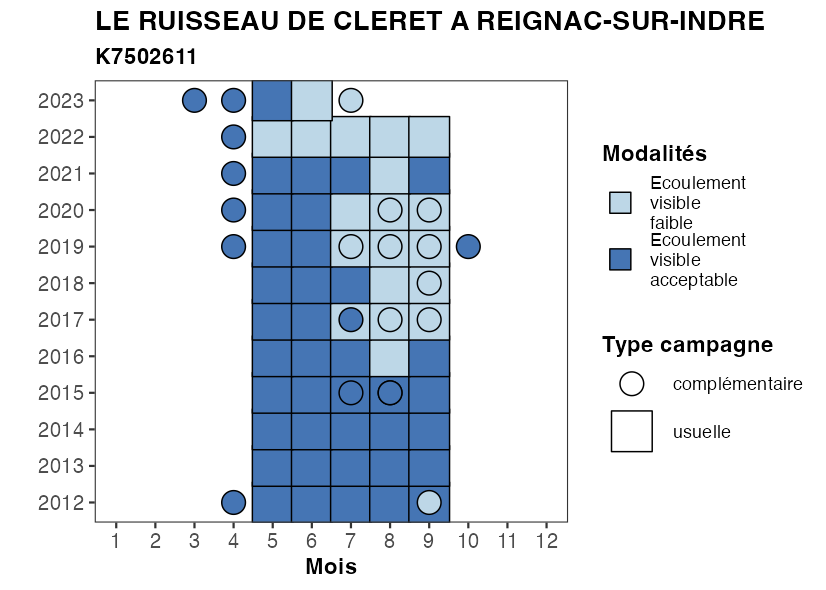 LE RUISSEAU DE CLERET A REIGNAC-SUR-INDRE
K7502611
2023
2022
2021
2020
2019
2018
2017
2016
2015
2014
2013
2012
1 2 3 4 5 6 7 8 9 10 11 12
Mois
Modalités
Ecoulement
visible
faible
Ecoulement
visible
acceptable
Type campagne
complémentaire
usuelle